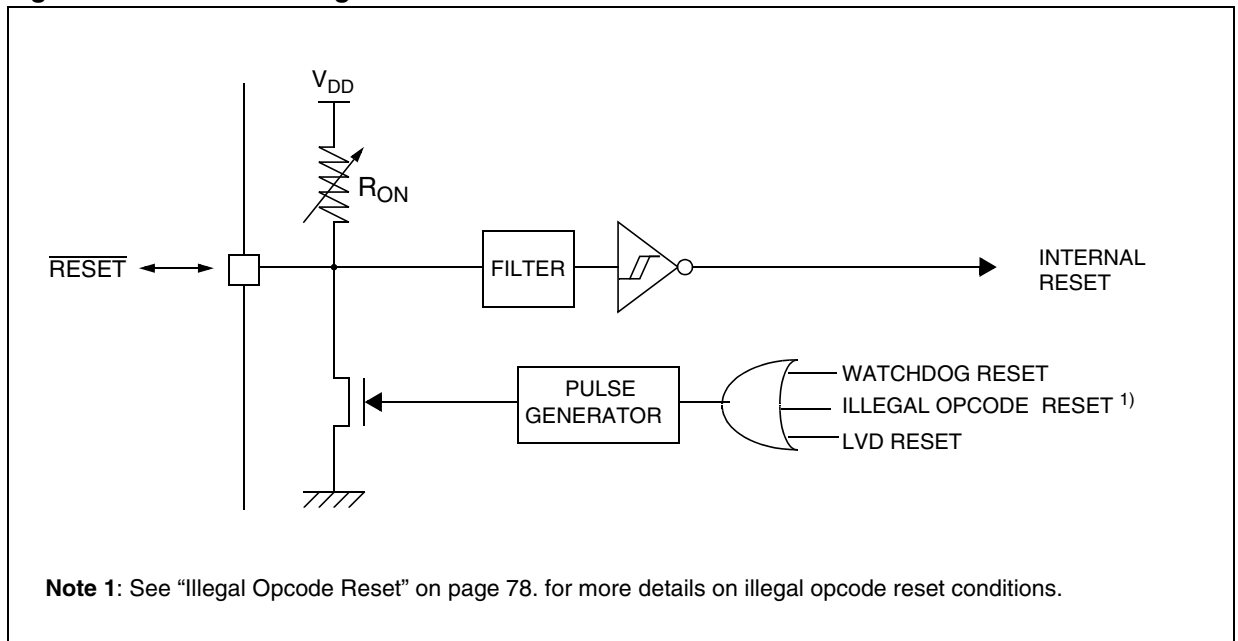 VDD
RON
RESET
FILTER
INTERNAL
RESET
PULSE
GENERATOR
WATCHDOG RESET
ILLEGAL OPCODE RESET 1)
LVD RESET
Note 1: See “Illegal Opcode Reset” on page 78. for more details on illegal opcode reset conditions.